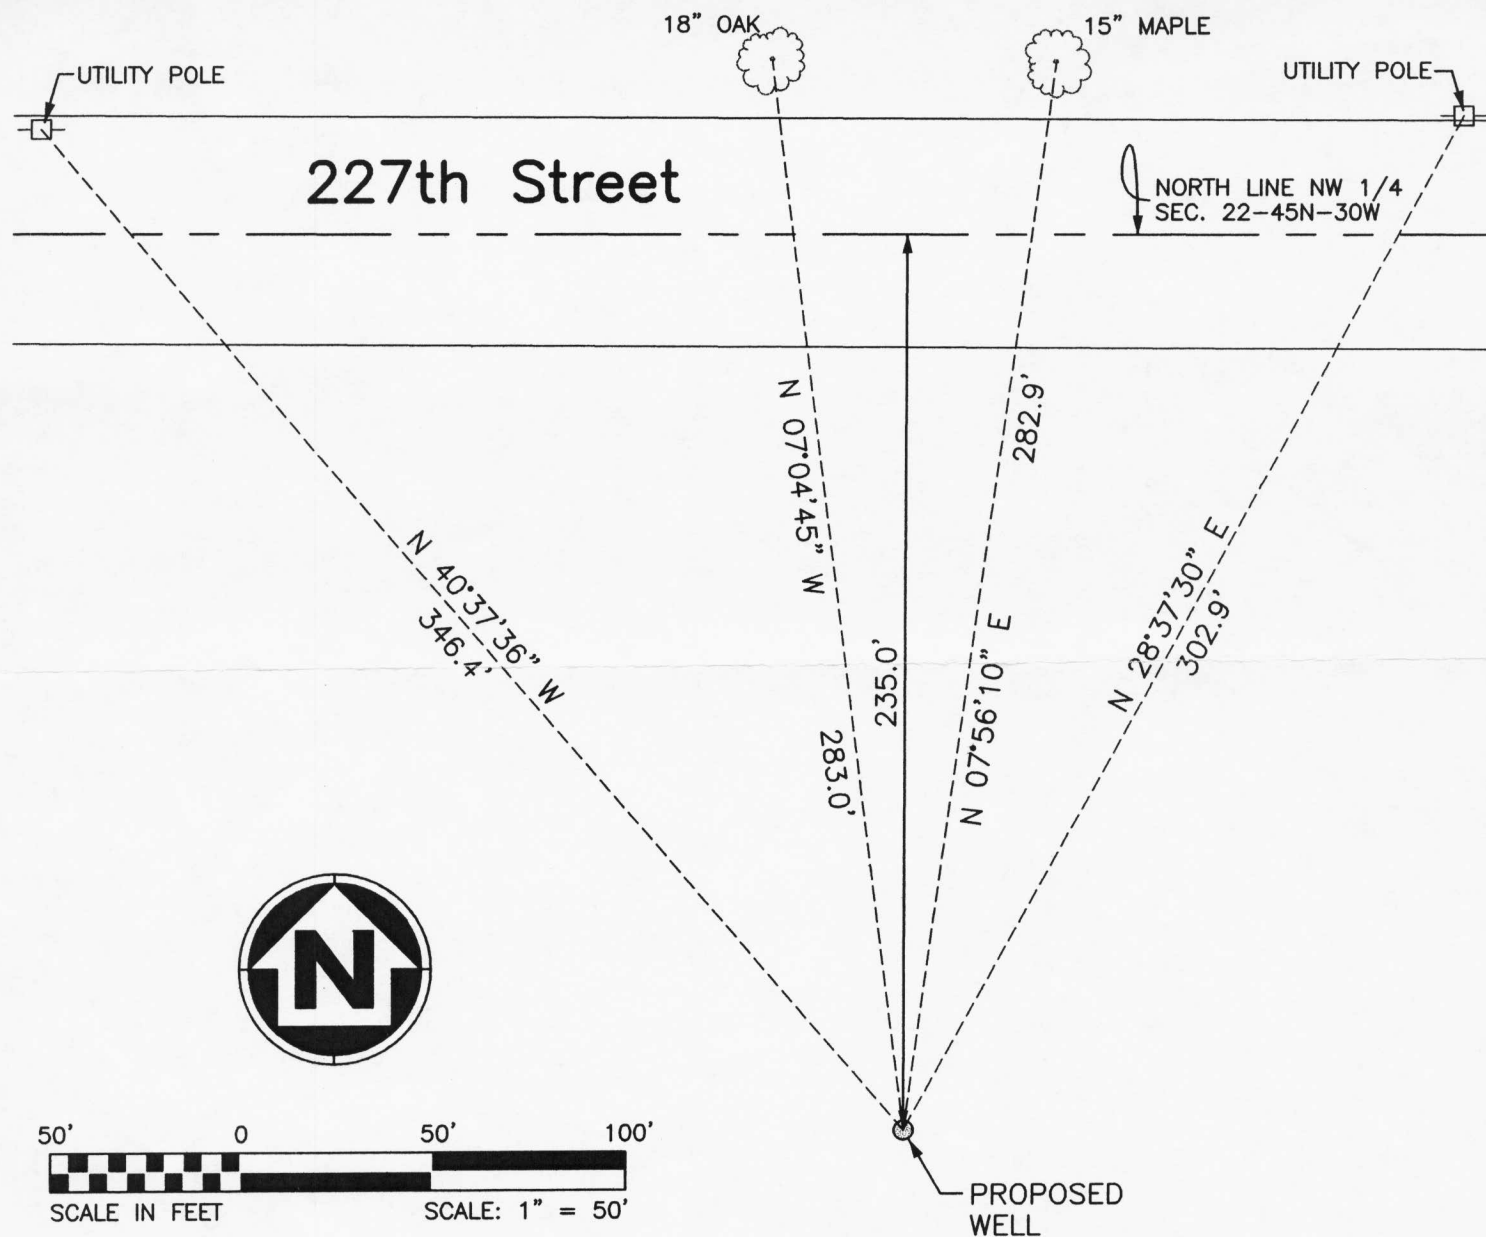 18" OAK
15" MAPLE
UTILITY POLE
UTILITY POLE
227th Street
NORTH LINE NW 1/4
SEC. 22-45N-30W
N 07°04'45" W
283.0'
282.9'
N 07°56'10" E
N 40°37'36" W
346.4'
235.0'
N 28°37'30" E
302.9'
N
50' 0 50' 100'
SCALE IN FEET
SCALE: 1" = 50'
PROPOSED
WELL